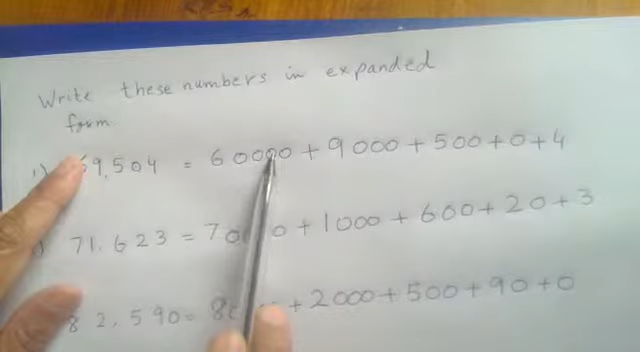 Write these numbers in expanded
form
69,504 = 60000 + 9000 + 500 + 0 + 4
71,623 = + 1000 + 600 + 20 + 3
82,590 = + 2000 + 500 + 90 + 0